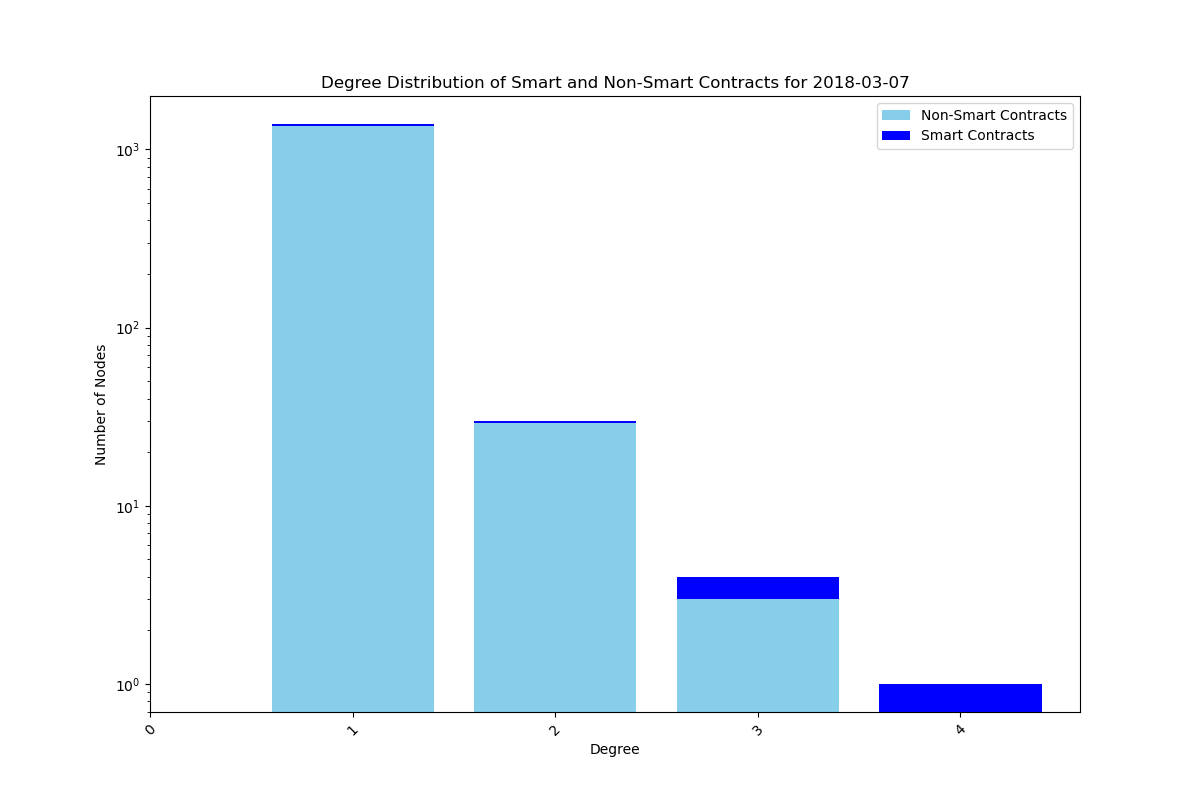 Degree Distribution of Smart and Non-Smart Contracts for 2018-03-07
Non-Smart Contracts
Smart Contracts
Number of Nodes
10³
10²
10¹
10⁰
0
1
2
3
4
Degree